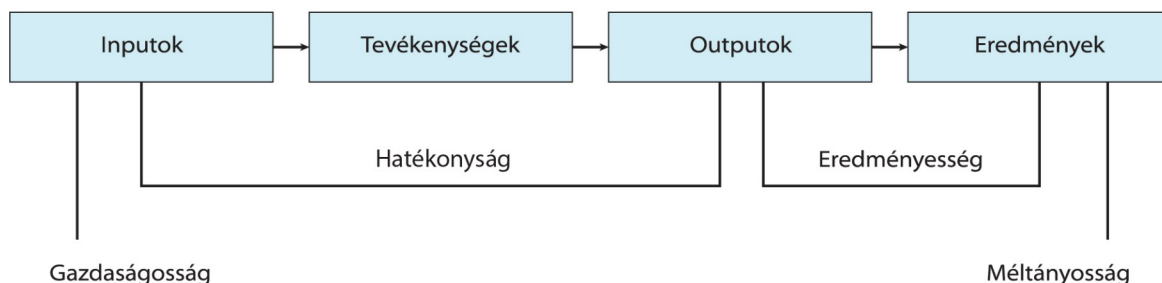 Inputok
Tevékenységek
Outputok
Eredmények
Hatékonyság
Eredményesség
Gazdaságosság
Méltányosság